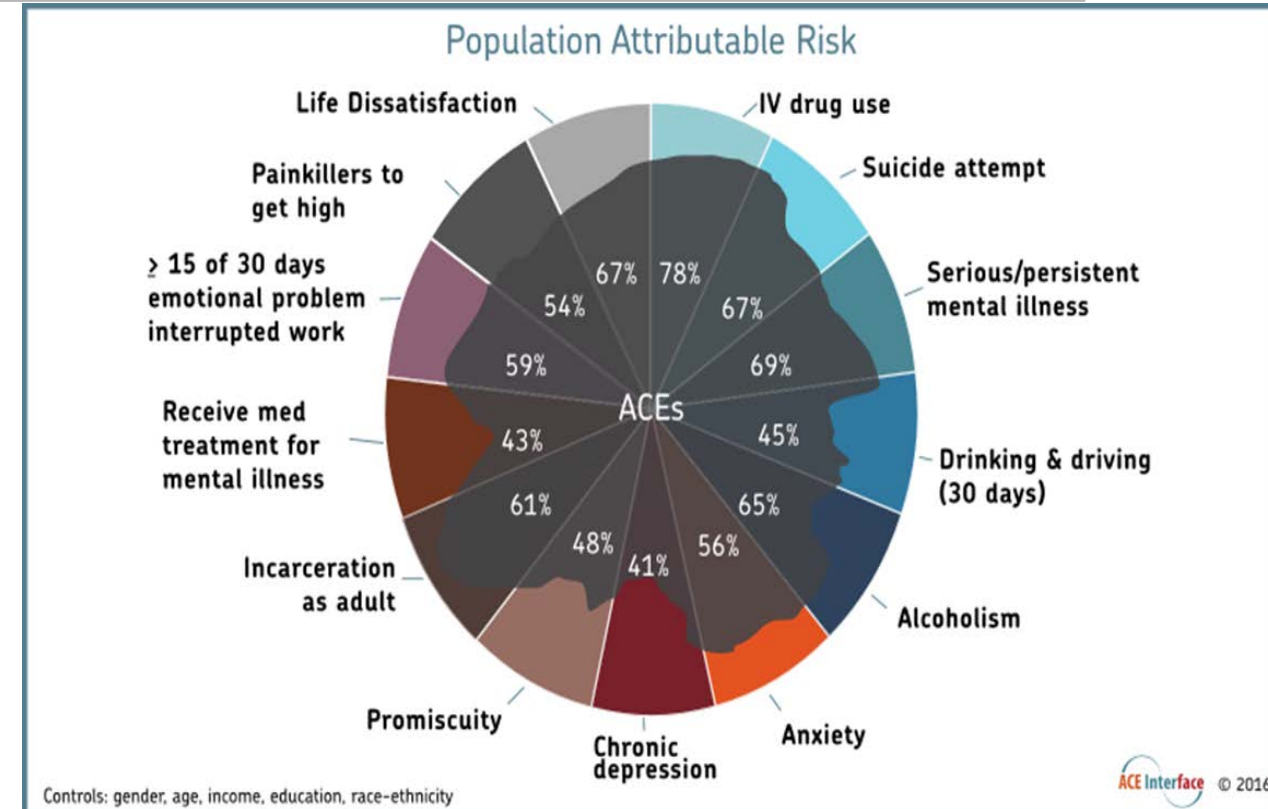 Population Attributable Risk
Life Dissatisfaction
IV drug use
Painkillers to
get high
Suicide attempt
≥ 15 of 30 days
emotional problem
interrupted work
Serious/persistent
mental illness
67%
78%
54%
67%
59%
69%
ACEs
Receive med
treatment for
mental illness
43%
45%
Drinking & driving
(30 days)
61%
65%
48%
56%
41%
Incarceration
as adult
Alcoholism
Promiscuity
Chronic
depression
Anxiety
Controls: gender, age, income, education, race-ethnicity
ACE Interface © 2016